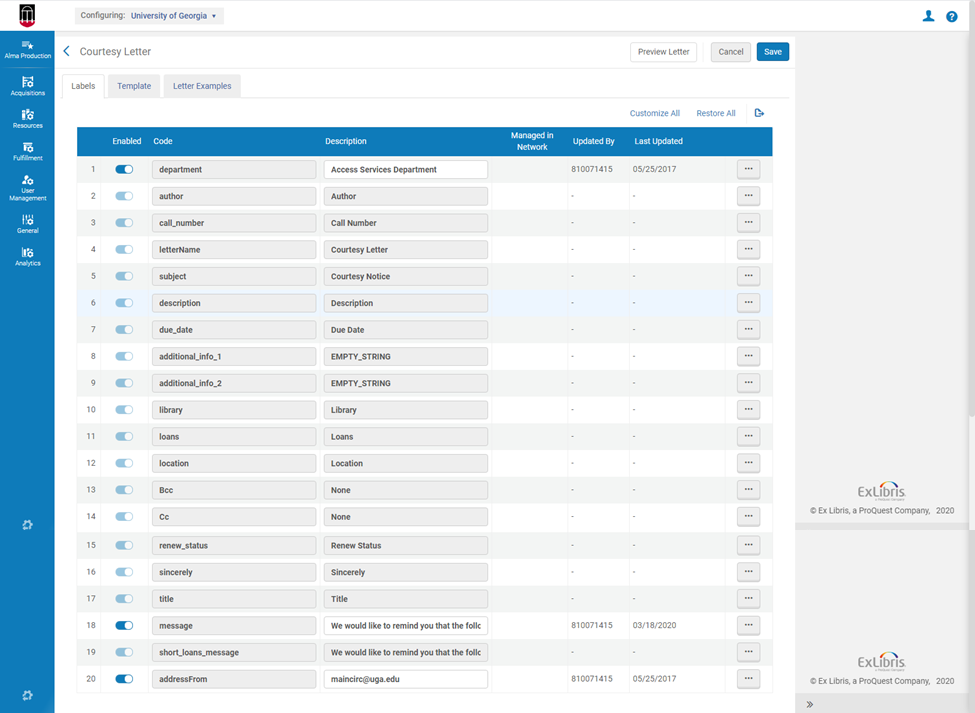 Configuring: University of Georgia
Alma Production
Acquisitions
Resources
Fulfillment
User
Management
General
Analytics
Courtesy Letter
Preview Letter Cancel Save
Labels Template Letter Examples
Customize All Restore All
Enabled Code Description Managed in Network Updated By Last Updated
1 department Access Services Department 810071415 05/25/2017 ...
2 author Author - - ...
3 call_number Call Number - - ...
4 letterName Courtesy Letter - - ...
5 subject Courtesy Notice - - ...
6 description Description - - ...
7 due_date Due Date - - ...
8 additional_info_1 EMPTY_STRING - - ...
9 additional_info_2 EMPTY_STRING - - ...
10 library Library - - ...
11 loans Loans - - ...
12 location Location - - ...
13 Bcc None - - ...
14 Cc None - - ...
15 renew_status Renew Status - - ...
16 sincerely Sincerely - - ...
17 title Title - - ...
18 message We would like to remind you that the follc 810071415 03/18/2020 ...
19 short_loans_message We would like to remind you that the follc - - ...
20 addressFrom maincirc@uga.edu 810071415 05/25/2017 ...
ExLibris
© Ex Libris, a ProQuest Company, 2020
ExLibris
© Ex Libris, a ProQuest Company, 2020